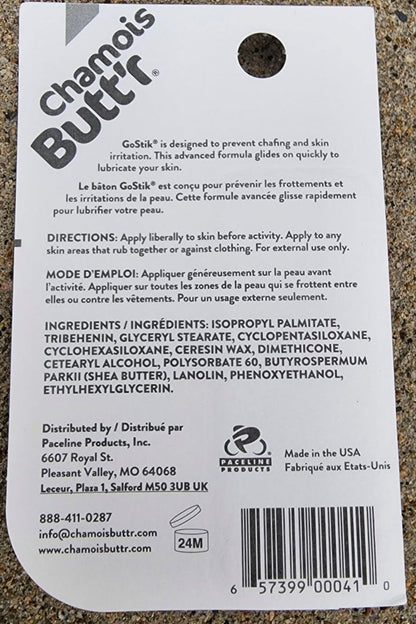 Chamois
Butt'r®
GoStik® is designed to prevent chafing and skin
irritation. This advanced formula glides on quickly to
lubricate your skin.
Le bâton GoStik® est conçu pour prévenir les frottements et
les irritations de la peau. Cette formule avancée glisse rapidement
pour lubrifier votre peau.
DIRECTIONS: Apply liberally to skin before activity. Apply to any
skin areas that rub together or against clothing. For external use only.
MODE D'EMPLOI: Appliquer généreusement sur la peau avant
l'activité. Appliquer sur toutes les zones de la peau qui se frottent entre
elles ou contre les vêtements. Pour un usage externe seulement.
INGREDIENTS / INGRÉDIENTS: ISOPROPYL PALMITATE,
TRIBEHENIN, GLYCERYL STEARATE, CYCLOPENTASILOXANE,
CYCLOHEXASILOXANE, CERESIN WAX, DIMETHICONE,
CETEARYL ALCOHOL, POLYSORBATE 60, BUTYROSPERMUM
PARKII (SHEA BUTTER), LANOLIN, PHENOXYETHANOL,
ETHYLHEXYLGLYCERIN.
Distributed by / Distribué par
Paceline Products, Inc.
6607 Royal St.
Pleasant Valley, MO 64068
Leceur, Plaza 1, Salford M50 3UB UK
PACELINE
PRODUCTS
Made in the USA
Fabriqué aux Etats-Unis
888-411-0287
info@chamoisbuttr.com
www.chamoisbuttr.com
24M
6 57399 00041 0